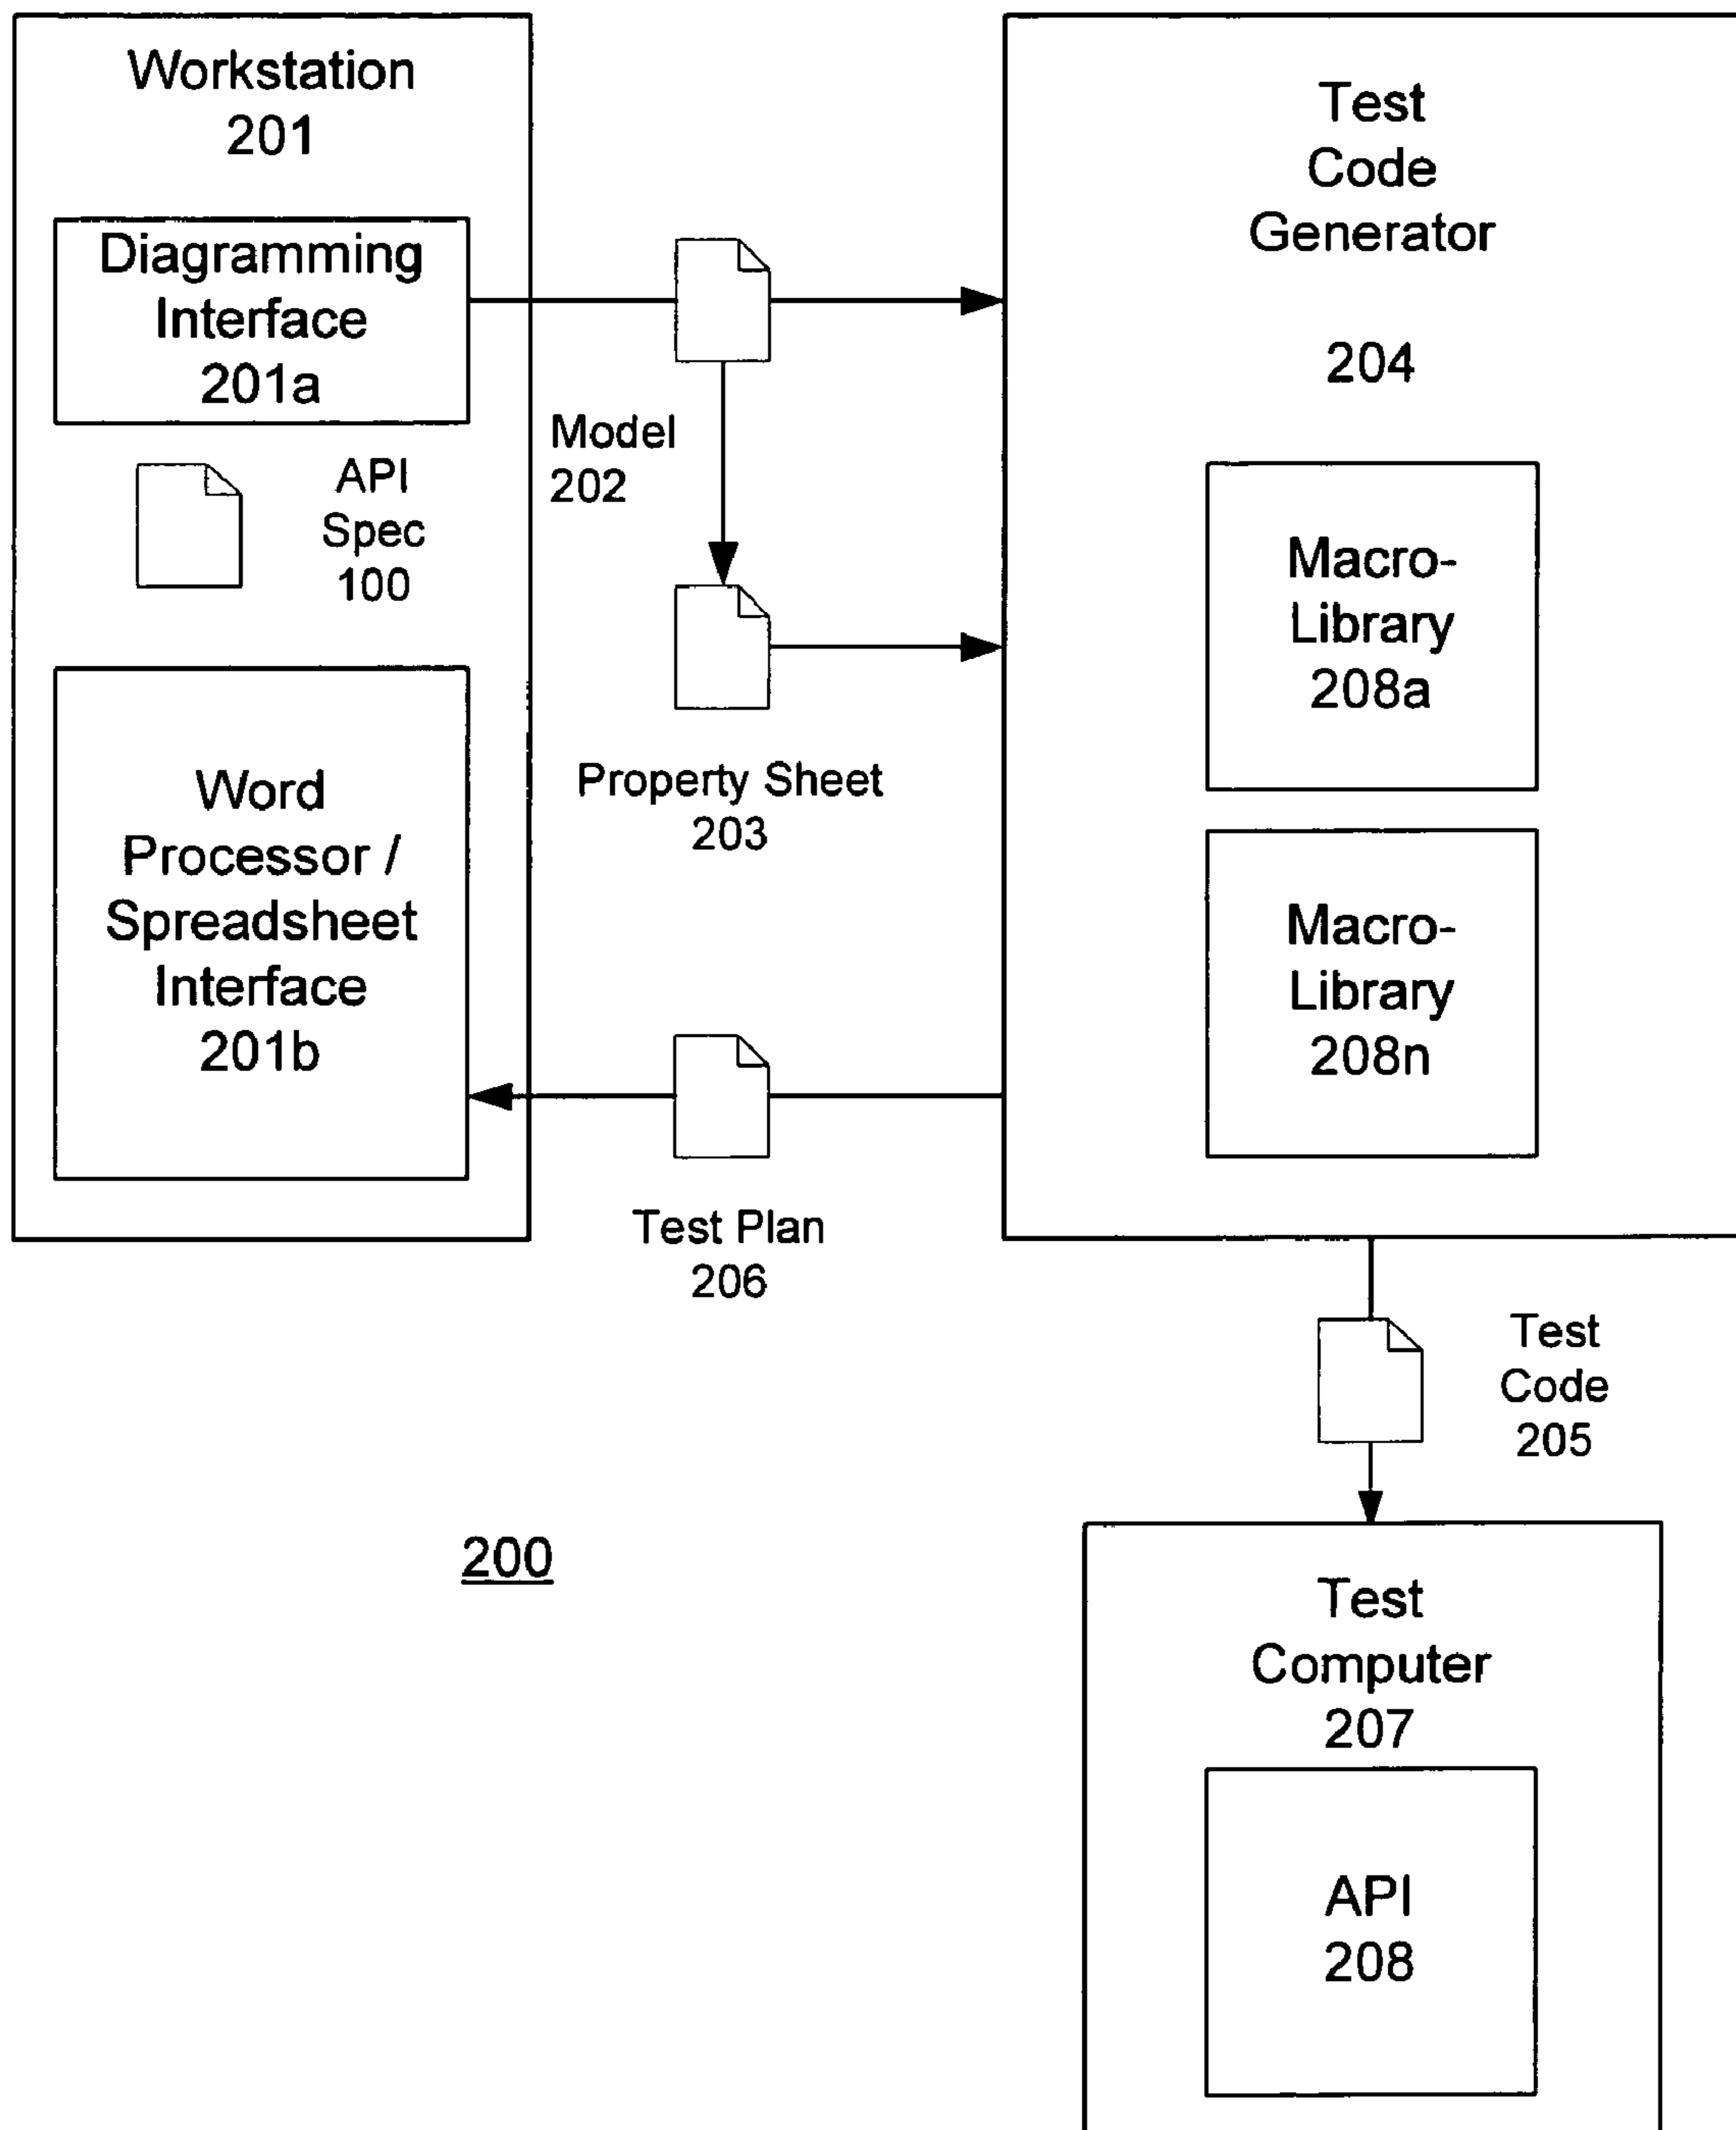 Workstation
201
Diagramming
Interface
201a
API
Spec
100
Word
Processor /
Spreadsheet
Interface
201b
Model
202
Property Sheet
203
Test Plan
206
Test
Code
Generator
204
Macro-
Library
208a
Macro-
Library
208n
Test
Code
205
200
Test
Computer
207
API
208